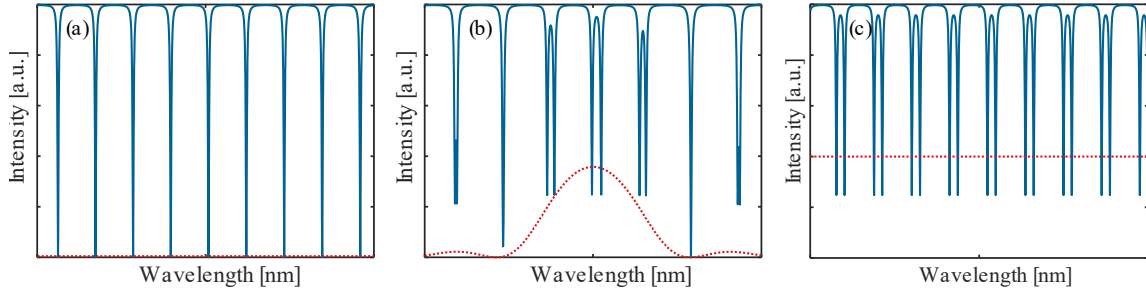 (a)
Intensity [a.u.]
Wavelength [nm]
(b)
Intensity [a.u.]
Wavelength [nm]
(c)
Intensity [a.u.]
Wavelength [nm]